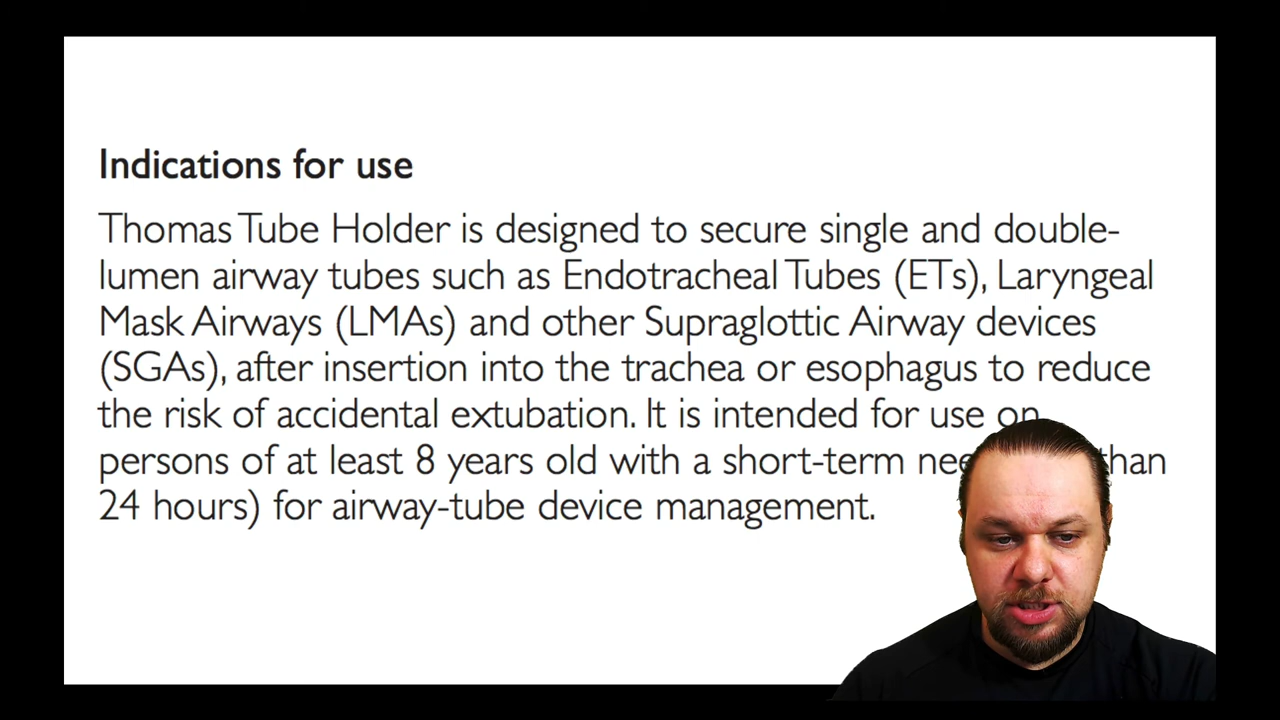 Indications for use
Thomas Tube Holder is designed to secure single and double-
lumen airway tubes such as Endotracheal Tubes (ETs), Laryngeal
Mask Airways (LMAs) and other Supraglottic Airway devices
(SGAs), after insertion into the trachea or esophagus to reduce
the risk of accidental extubation. It is intended for use on
persons of at least 8 years old with a short-term than
24 hours) for airway-tube device management.